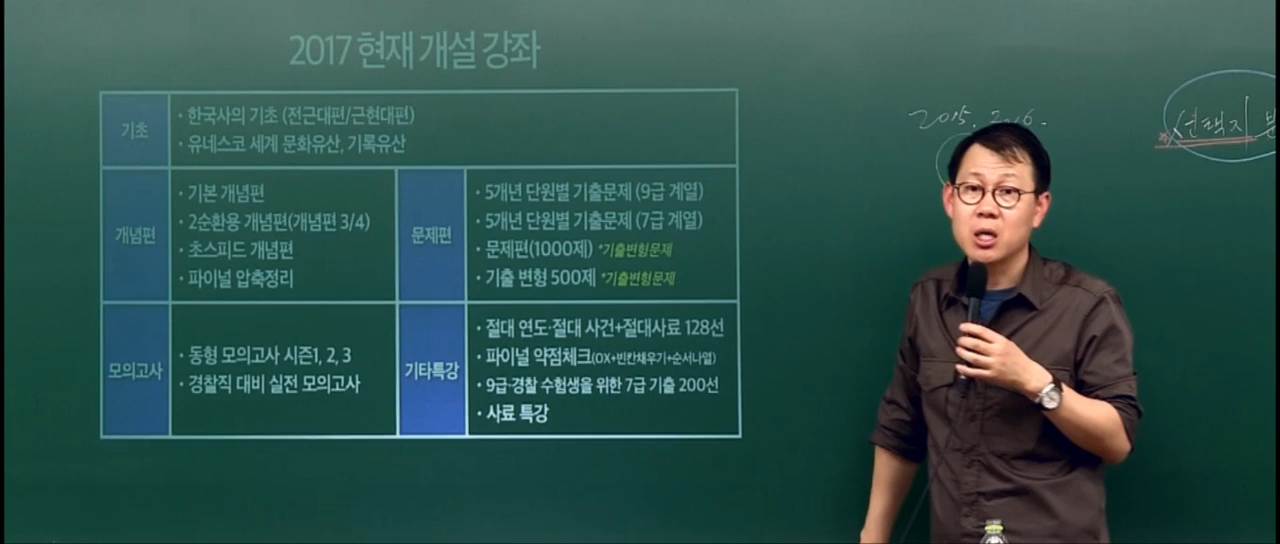 2017 현재 개설 강좌
기초
· 한국사의 기초 (전근대편/근현대편)
· 유네스코 세계 문화유산, 기록유산
개념편
· 기본 개념편
· 2순환용 개념편(개념편 3/4)
· 초스피드 개념편
· 파이널 압축정리
문제편
· 5개년 단원별 기출문제 (9급 계열)
· 5개년 단원별 기출문제 (7급 계열)
· 문제편(1000제) *기출변형문제
· 기출 변형 500제 *기출변형문제
모의고사
· 동형 모의고사 시즌1, 2, 3
· 경찰직 대비 실전 모의고사
기타특강
· 절대 연도·절대 사건+절대사료 128선
· 파이널 약점체크(OX+빈칸채우기+순서나열)
· 9급·경찰 수험생을 위한 7급 기출 200선
· 사료 특강
2015. 2016.
선택지